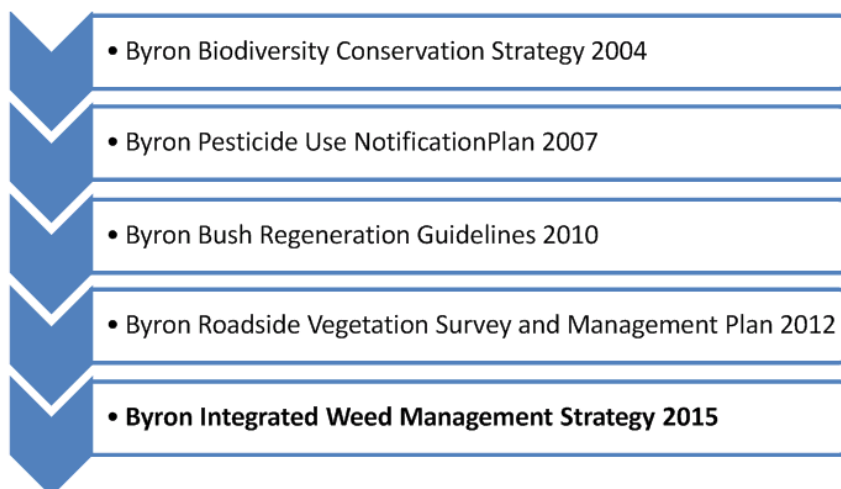 • Byron Biodiversity Conservation Strategy 2004
• Byron Pesticide Use NotificationPlan 2007
• Byron Bush Regeneration Guidelines 2010
• Byron Roadside Vegetation Survey and Management Plan 2012
• Byron Integrated Weed Management Strategy 2015